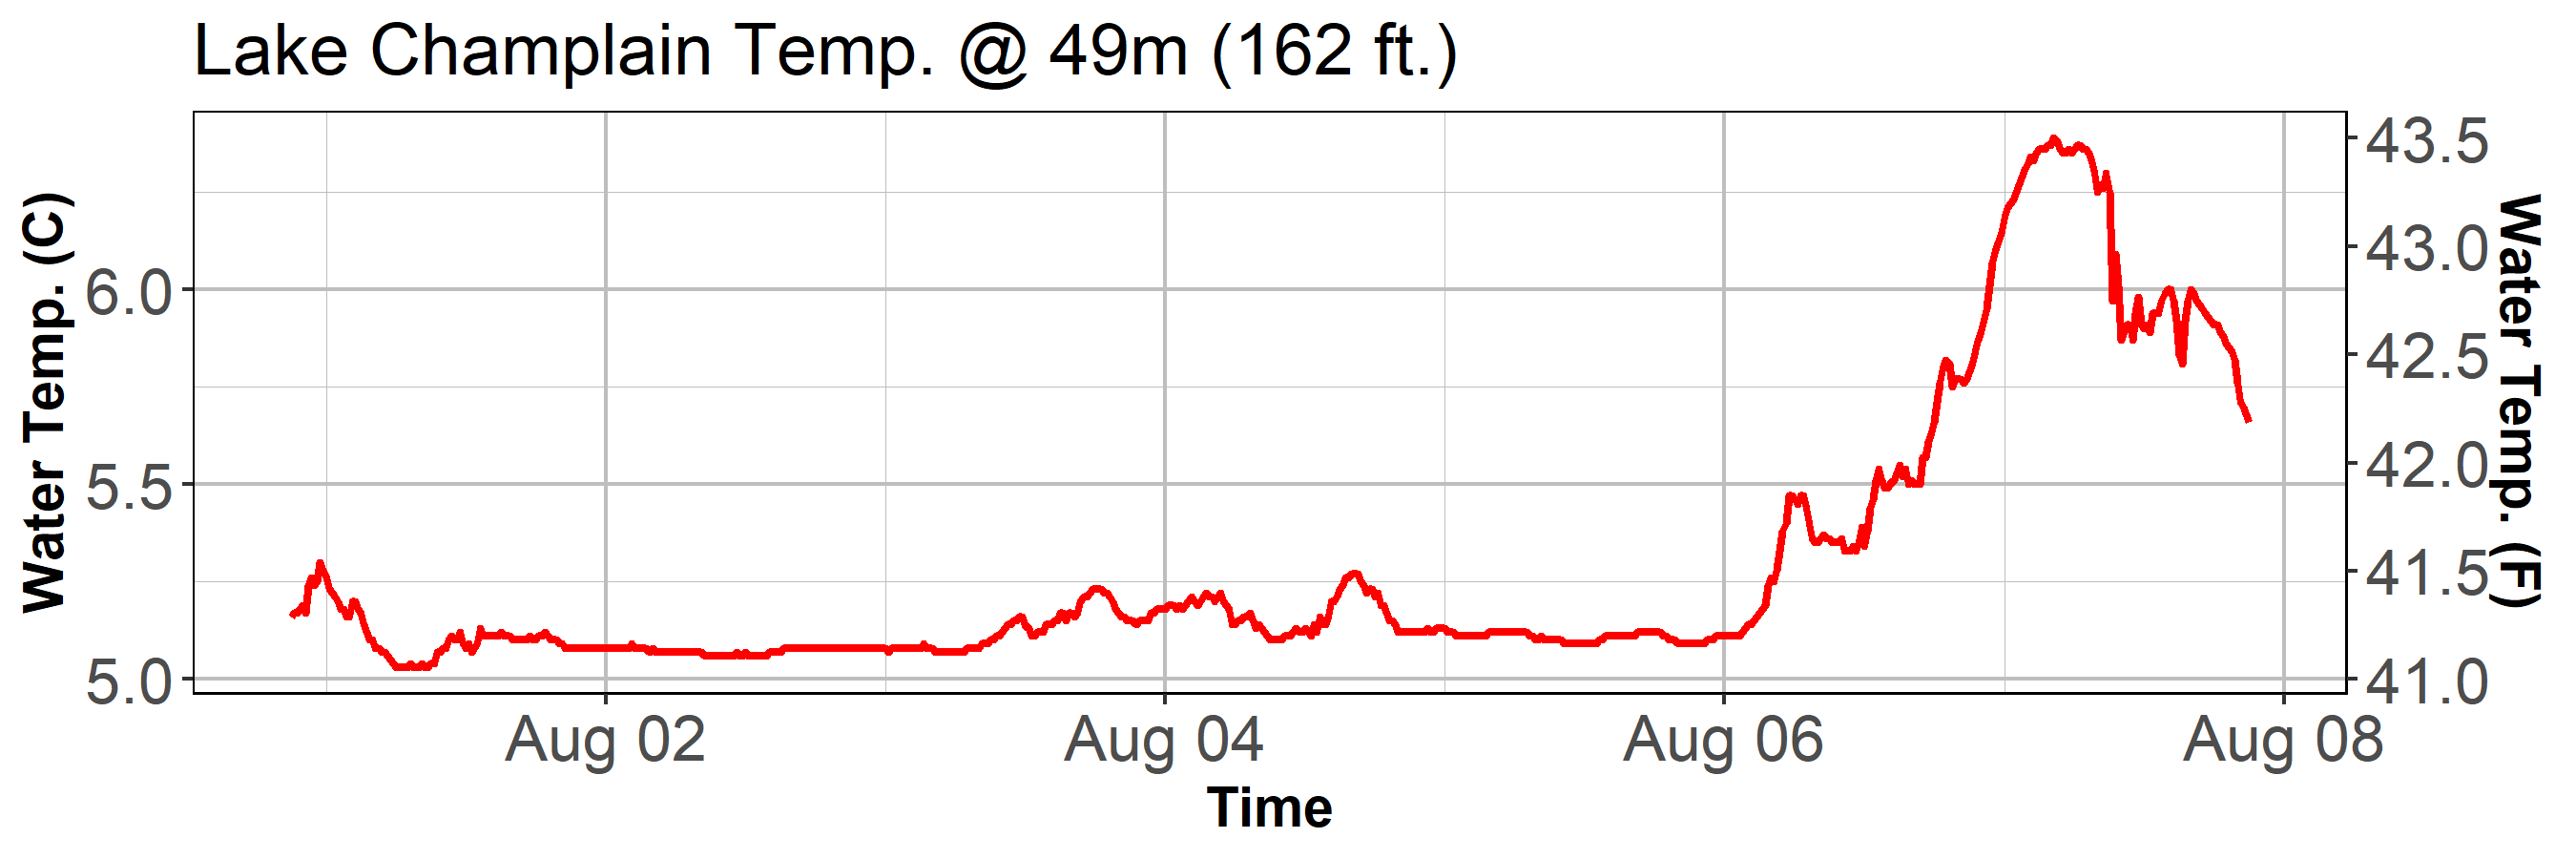 Lake Champlain Temp. @ 49m (162 ft.)
Water Temp. (C)
6.0
5.5
5.0
43.5
43.0
42.5
42.0
41.5
41.0
Water Temp. (F)
Aug 02 Aug 04 Aug 06 Aug 08
Time